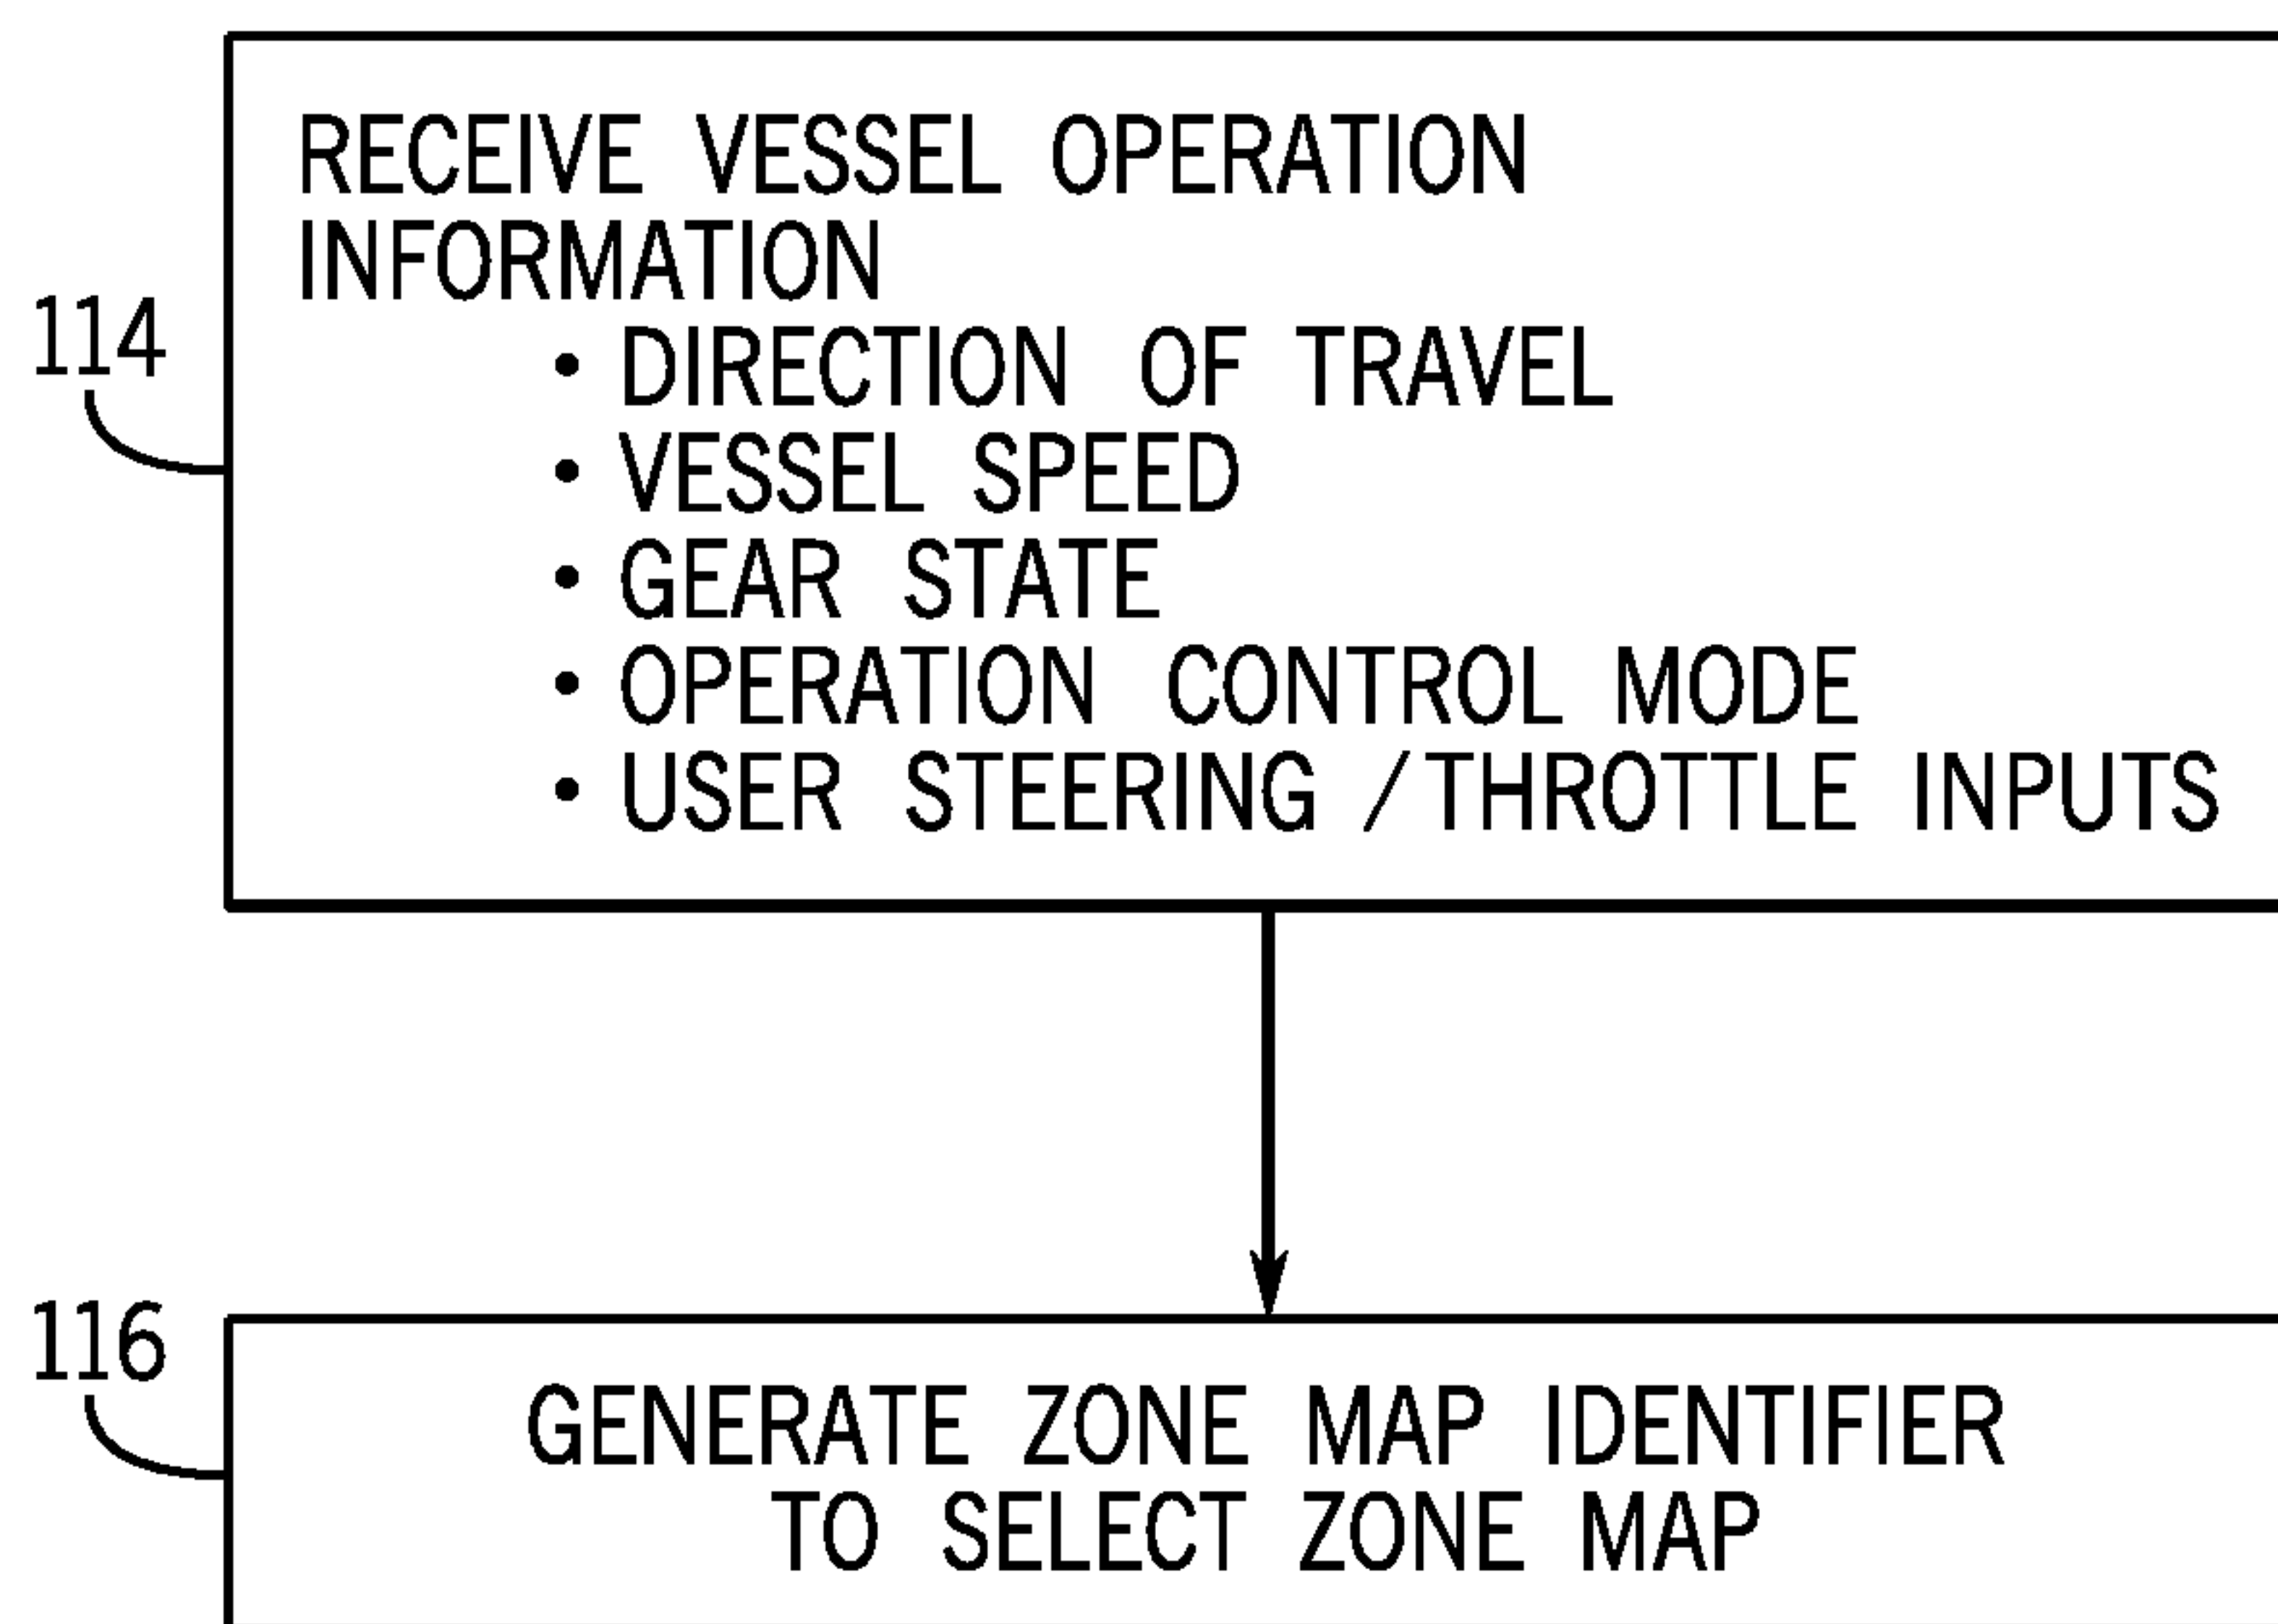 RECEIVE VESSEL OPERATION
INFORMATION
114
• DIRECTION OF TRAVEL
• VESSEL SPEED
• GEAR STATE
• OPERATION CONTROL MODE
• USER STEERING /THROTTLE INPUTS
116
GENERATE ZONE MAP IDENTIFIER
TO SELECT ZONE MAP